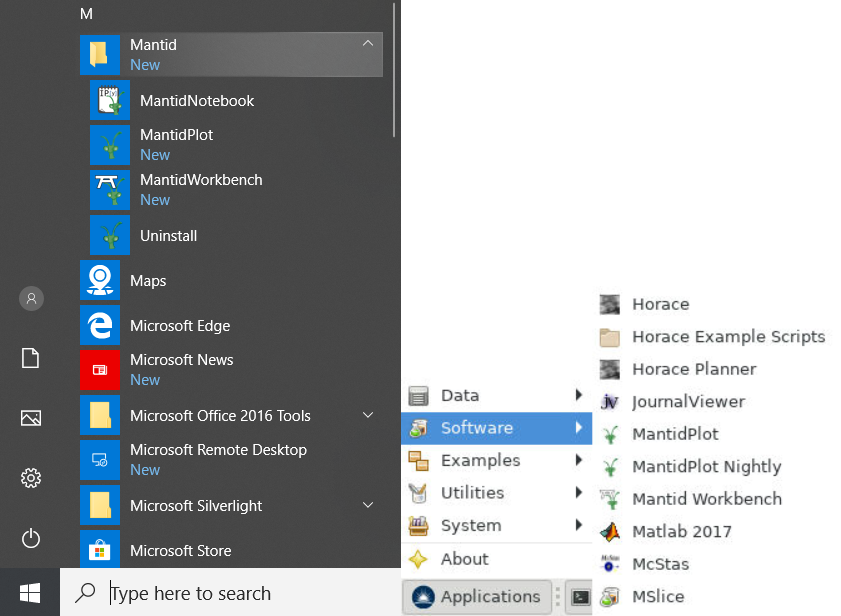 M
Mantid
New
MantidNotebook
MantidPlot
New
MantidWorkbench
New
Uninstall
Maps
Microsoft Edge
Microsoft News
New
Microsoft Office 2016 Tools
Microsoft Remote Desktop
New
Microsoft Silverlight
Microsoft Store
Type here to search
Data
Software
Examples
Utilities
System
About
Applications
Horace
Horace Example Scripts
Horace Planner
JournalViewer
MantidPlot
MantidPlot Nightly
Mantid Workbench
Matlab 2017
McStas
MSlice